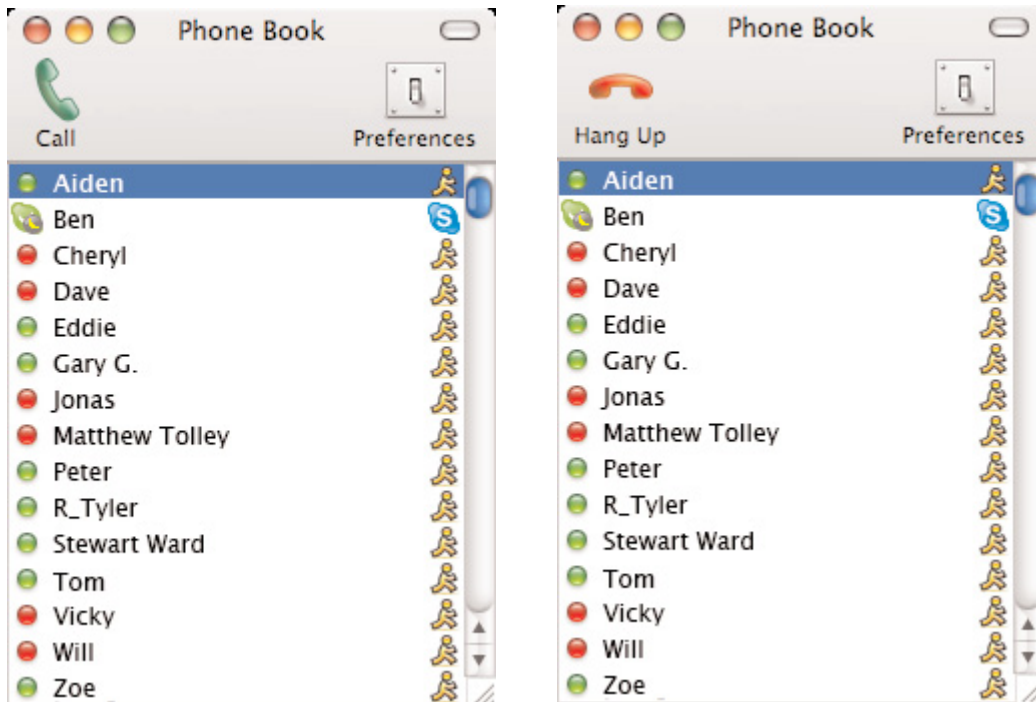 Phone Book
Call
Preferences
Aiden
Ben
S
Cheryl
Dave
Eddie
Gary G.
Jonas
Matthew Tolley
Peter
R_Tyler
Stewart Ward
Tom
Vicky
Will
Zoe
Phone Book
Hang Up
Preferences
Aiden
Ben
S
Cheryl
Dave
Eddie
Gary G.
Jonas
Matthew Tolley
Peter
R_Tyler
Stewart Ward
Tom
Vicky
Will
Zoe